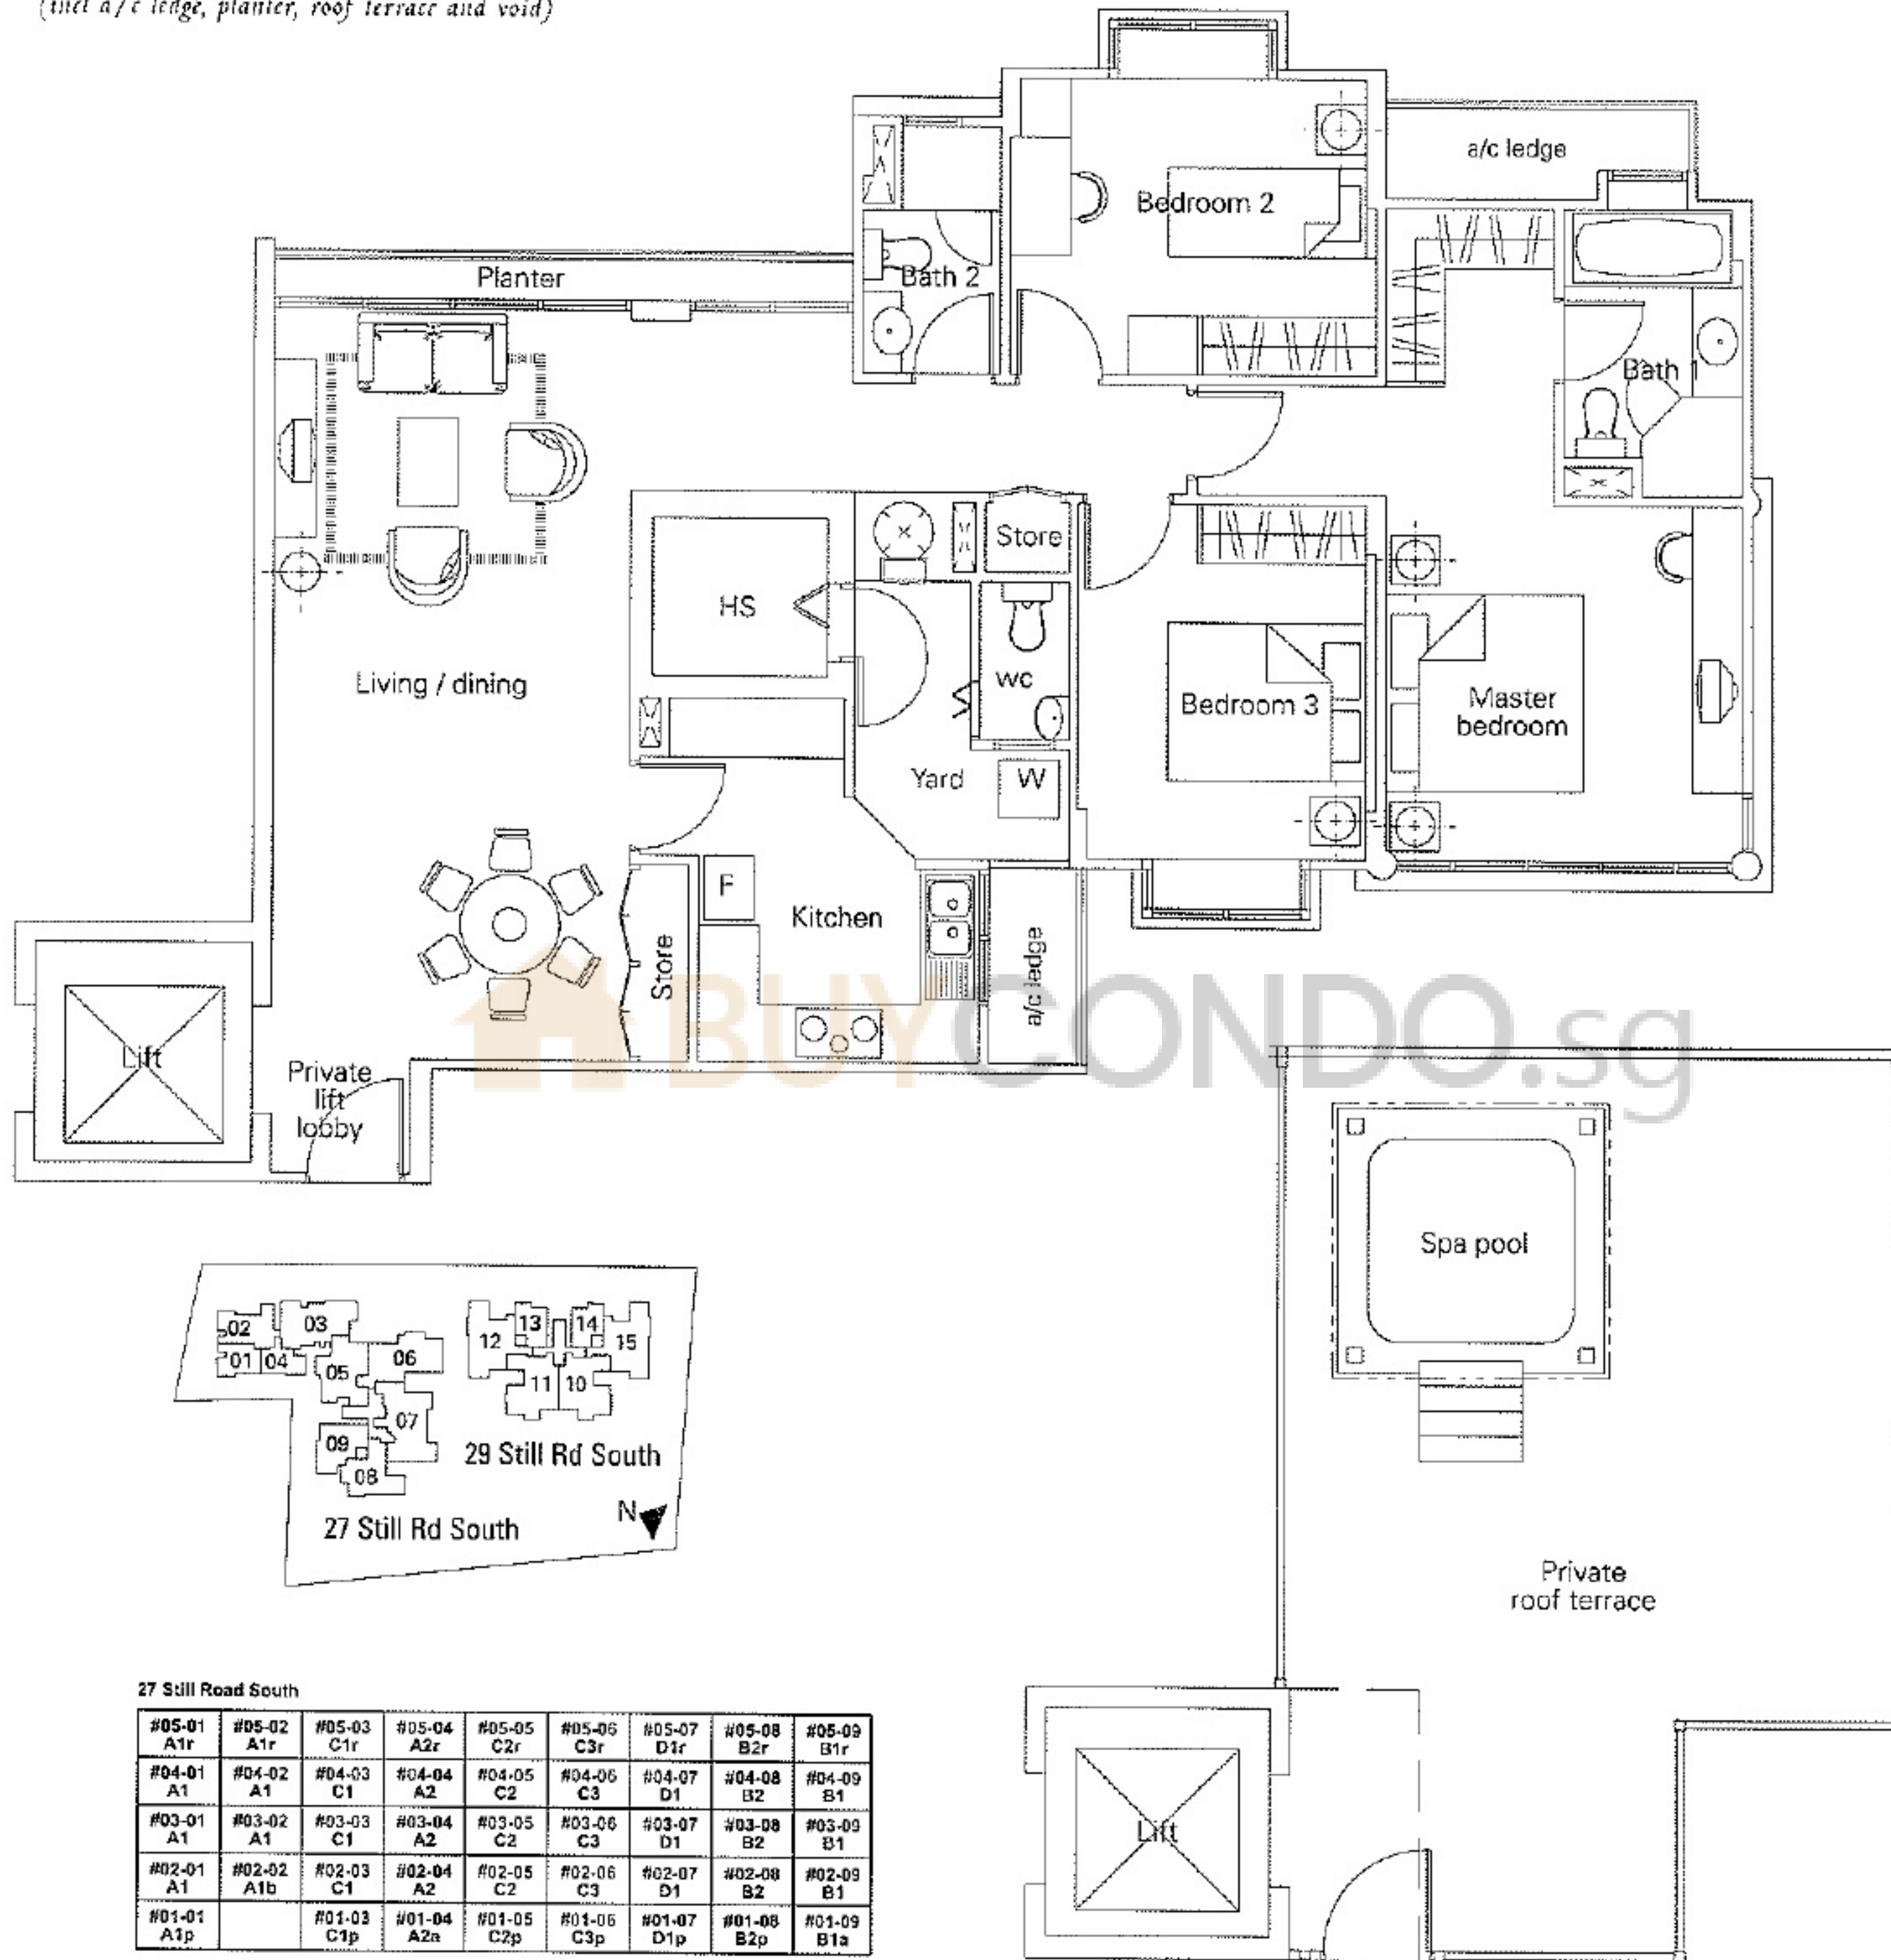 (incl a/c ledge, planter, roof terrace and void)
a/c ledge
Bedroom 2
Planter
Bath 2
Bath 1
Store
HS
Living / dining
wc
Bedroom 3
Master
bedroom
Yard
W
F
Kitchen
Store
a/c ledge
BUYCONDO.sg
Lift
Private
lift
lobby
Spa pool
02
03
01
04
05
06
07
09
08
12
13
14
15
11
10
29 Still Rd South
27 Still Rd South
N
Private
roof terrace
Lift
27 Still Road South
#05-01 #05-02 #05-03 #05-04 #05-05 #05-06 #05-07 #05-08 #05-09
A1r A1r C1r A2r C2r C3r D1r B2r B1r
#04-01 #04-02 #04-03 #04-04 #04-05 #04-06 #04-07 #04-08 #04-09
A1 A1 C1 A2 C2 C3 D1 B2 B1
#03-01 #03-02 #03-03 #03-04 #03-05 #03-06 #03-07 #03-08 #03-09
A1 A1 C1 A2 C2 C3 D1 B2 B1
#02-01 #02-02 #02-03 #02-04 #02-05 #02-06 #02-07 #02-08 #02-09
A1 A1b C1 A2 C2 C3 D1 B2 B1
#01-01 #01-03 #01-04 #01-05 #01-06 #01-07 #01-08 #01-09
A1p C1p A2a C2p C3p D1p B2p B1a